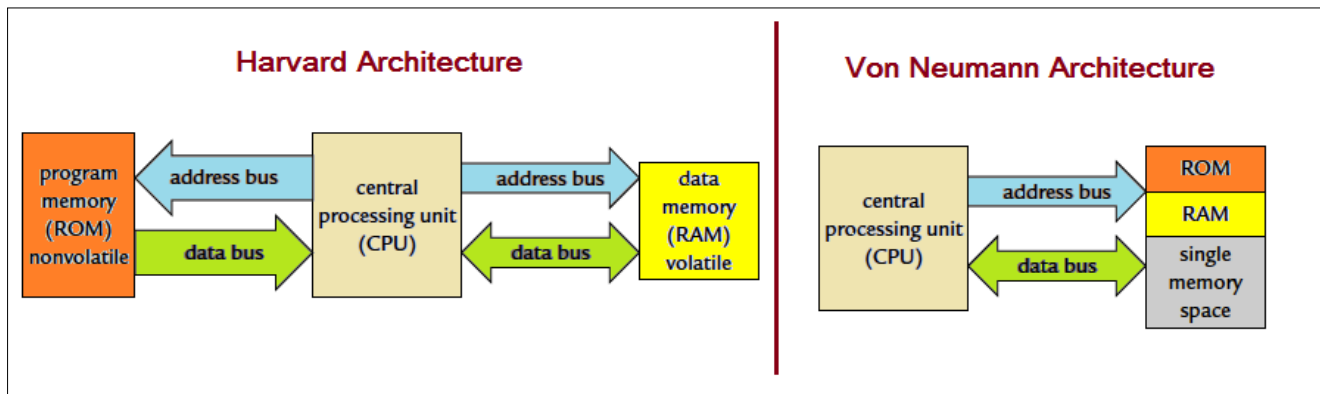 Harvard Architecture
program
memory
(ROM)
nonvolatile
address bus
data bus
central
processing unit
(CPU)
address bus
data bus
data
memory
(RAM)
volatile
Von Neumann Architecture
central
processing unit
(CPU)
address bus
data bus
ROM
RAM
single
memory
space